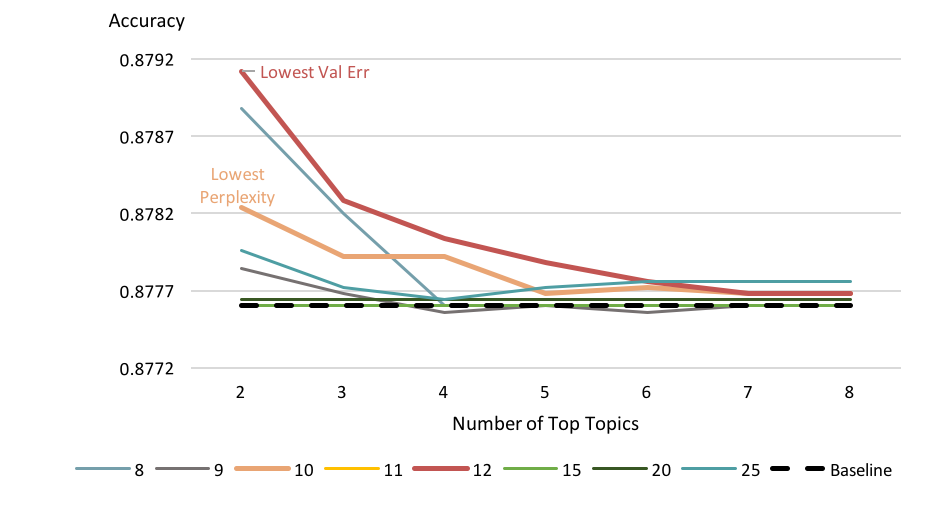 Accuracy
0.8792
Lowest Val Err
0.8787
Lowest
Perplexity
0.8782
0.8777
0.8772
2 3 4 5 6 7 8
Number of Top Topics
8 9 10 11 12 15 20 25 Baseline